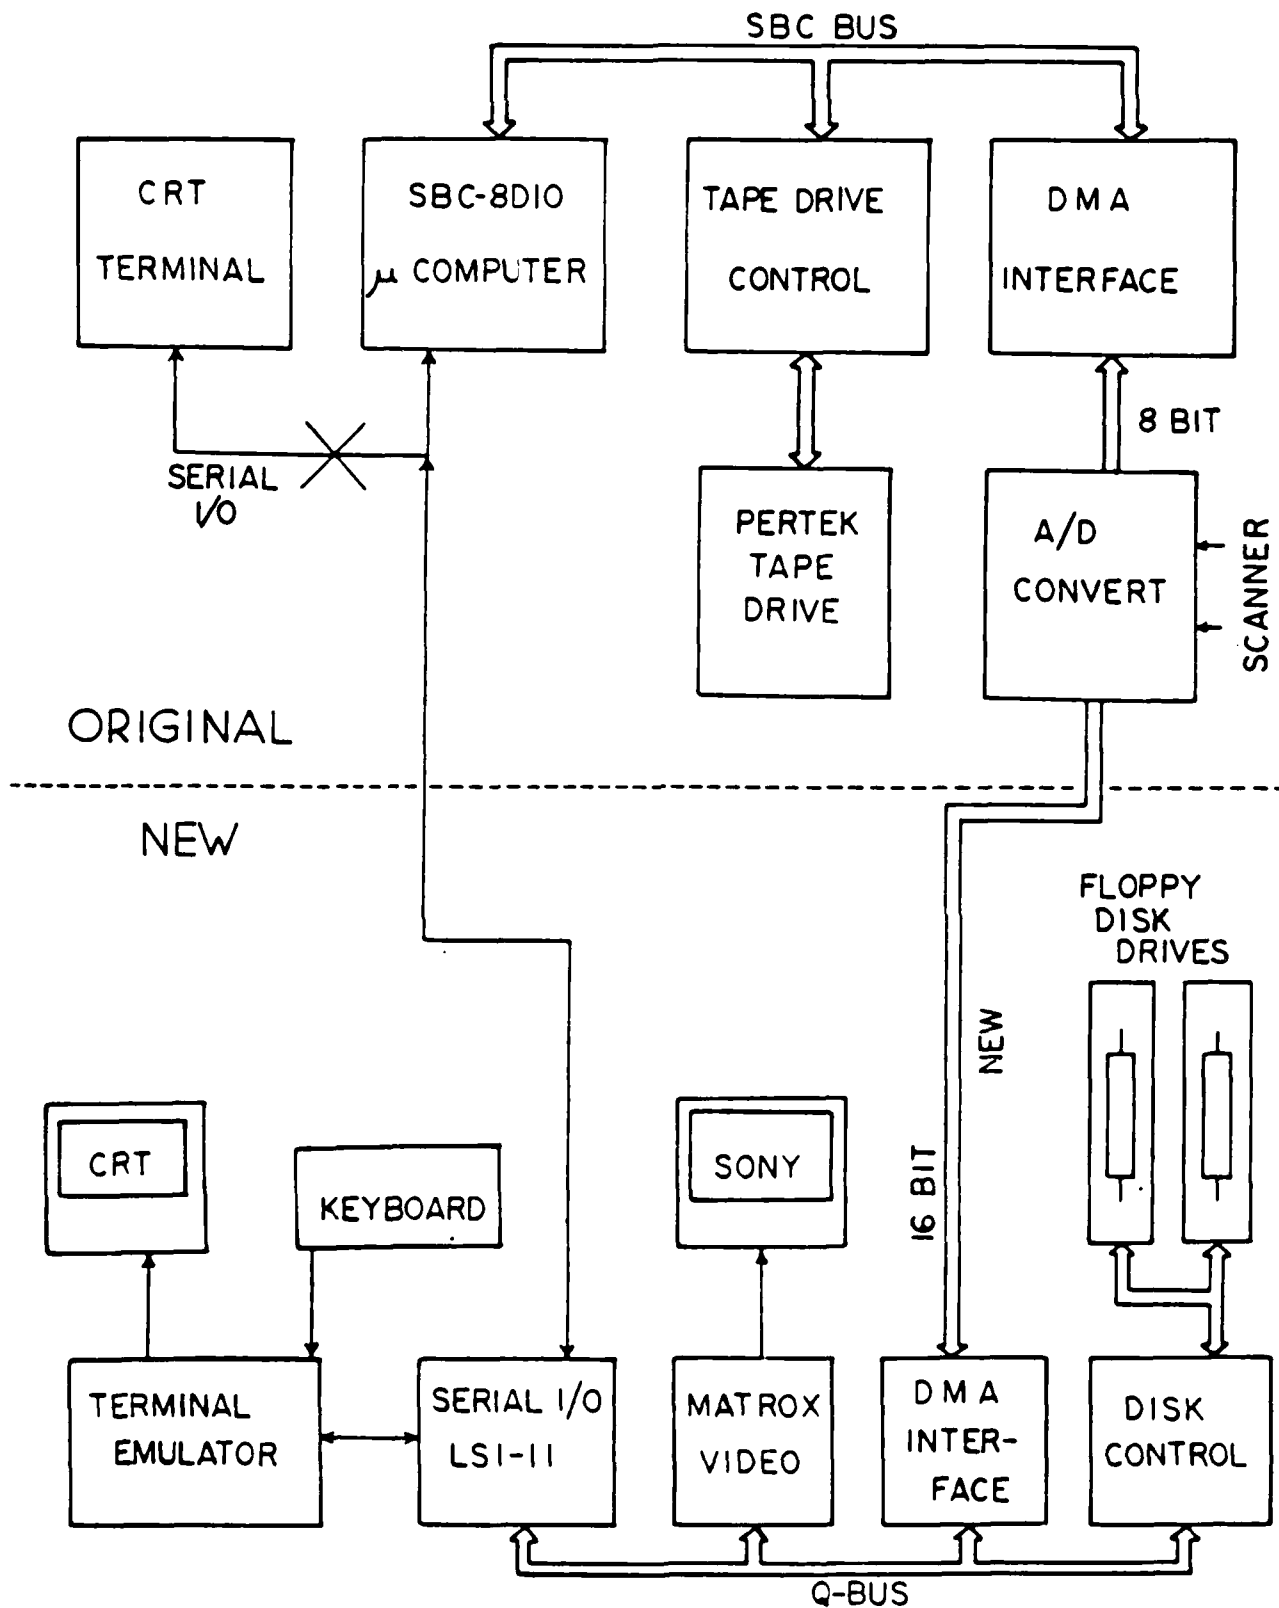 SBC BUS
CRT
TERMINAL
SBC-8D10
μ COMPUTER
TAPE DRIVE
CONTROL
DMA
INTERFACE
SERIAL
I/O
8 BIT
PERTEK
TAPE
DRIVE
A/D
CONVERT
SCANNER
ORIGINAL
NEW
FLOPPY
DISK
DRIVES
16 BIT NEW
CRT
KEYBOARD
SONY
TERMINAL
EMULATOR
SERIAL I/O
LSI-11
MATROX
VIDEO
DMA
INTER-
FACE
DISK
CONTROL
Q-BUS